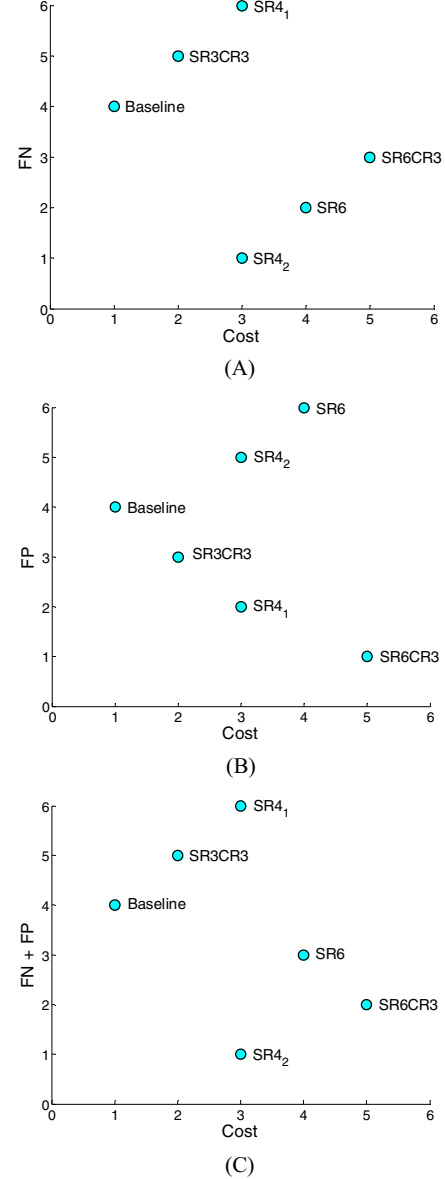 6
SR4₁
5
SR3CR3
4
Baseline
FN
3
SR6CR3
2
SR6
1
SR4₂
0
0 1 2 3 4 5 6
Cost
(A)
6
SR6
5
SR4₂
4
Baseline
FP
3
SR3CR3
2
SR4₁
1
SR6CR3
0
0 1 2 3 4 5 6
Cost
(B)
6
SR4₁
5
SR3CR3
4
Baseline
FN + FP
3
SR6
2
SR6CR3
1
SR4₂
0
0 1 2 3 4 5 6
Cost
(C)